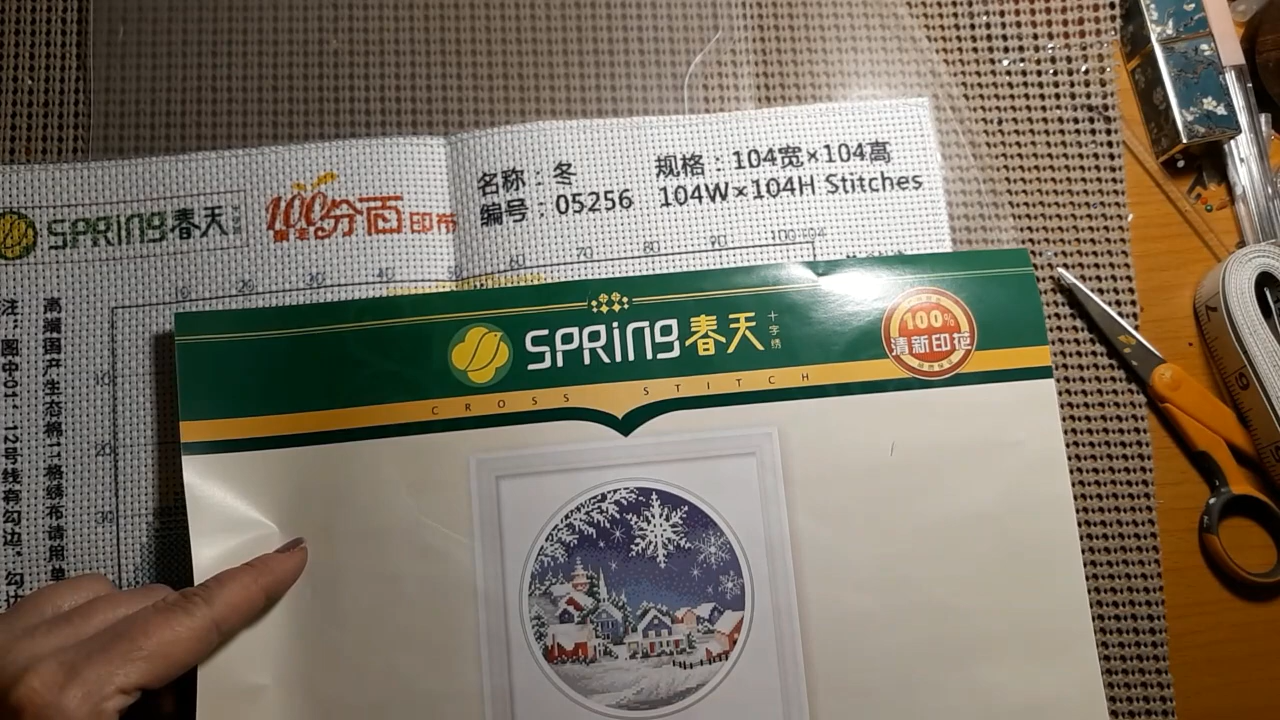 SPRING春天
100分百印布
名称：冬
编号：05256
规格：104宽×104高
104W×104H Stitches
20 30 40 50 60 70 80 90 100 104
10
20
30
高端国产生态棉11格绣布请用单
注：图中01、12号线有勾边，勾
SPRING春天十字绣
CROSS STITCH
100%
清新印花
7
6